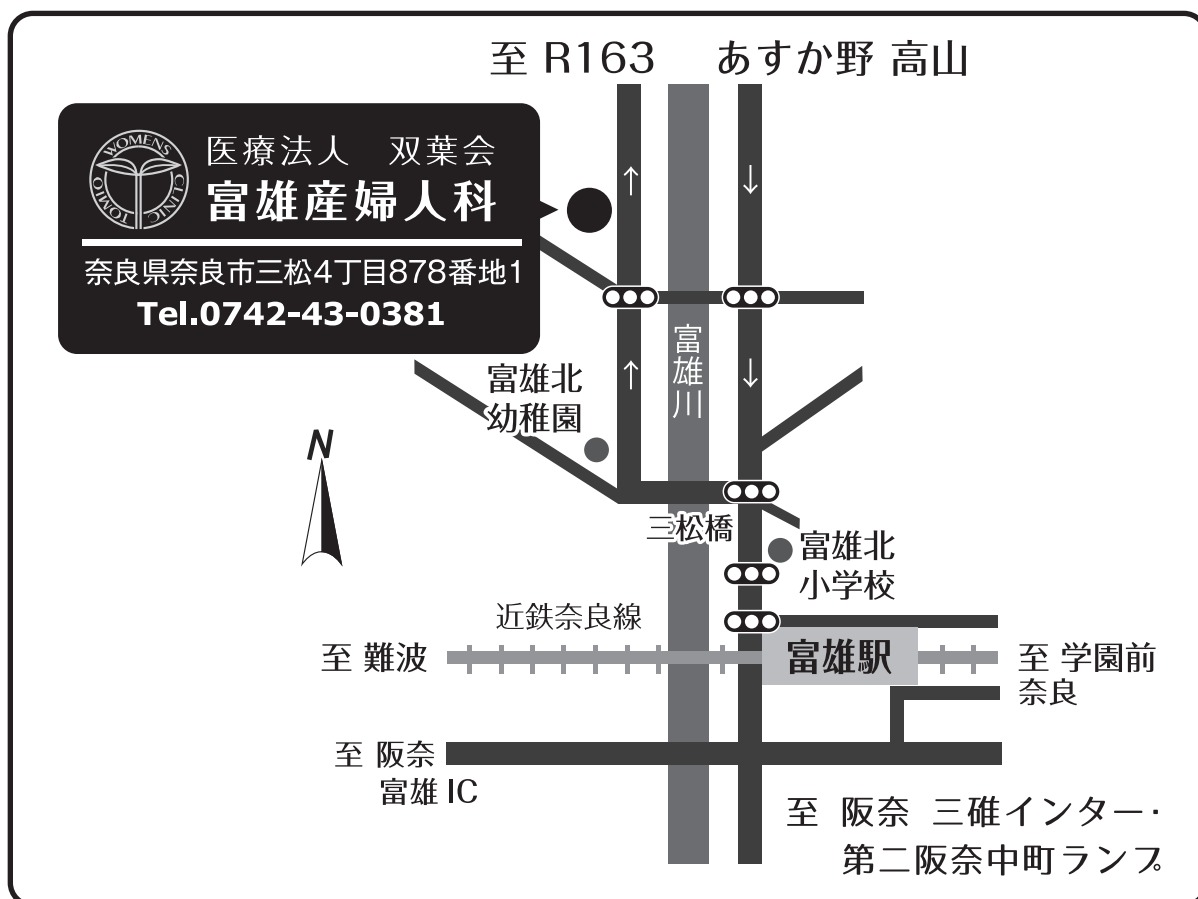 至 R163
あすか野 高山
WOMENS CLINIC TOMIO
医療法人 双葉会
富雄産婦人科
奈良県奈良市三松4丁目878番地1
Tel.0742-43-0381
↑
↓
富雄川
↑
↓
富雄北
幼稚園
N
三松橋
富雄北
小学校
近鉄奈良線
至 難波
富雄駅
至 学園前
奈良
至 阪奈
富雄 IC
至 阪奈 三碓インター・
第二阪奈中町ランプ